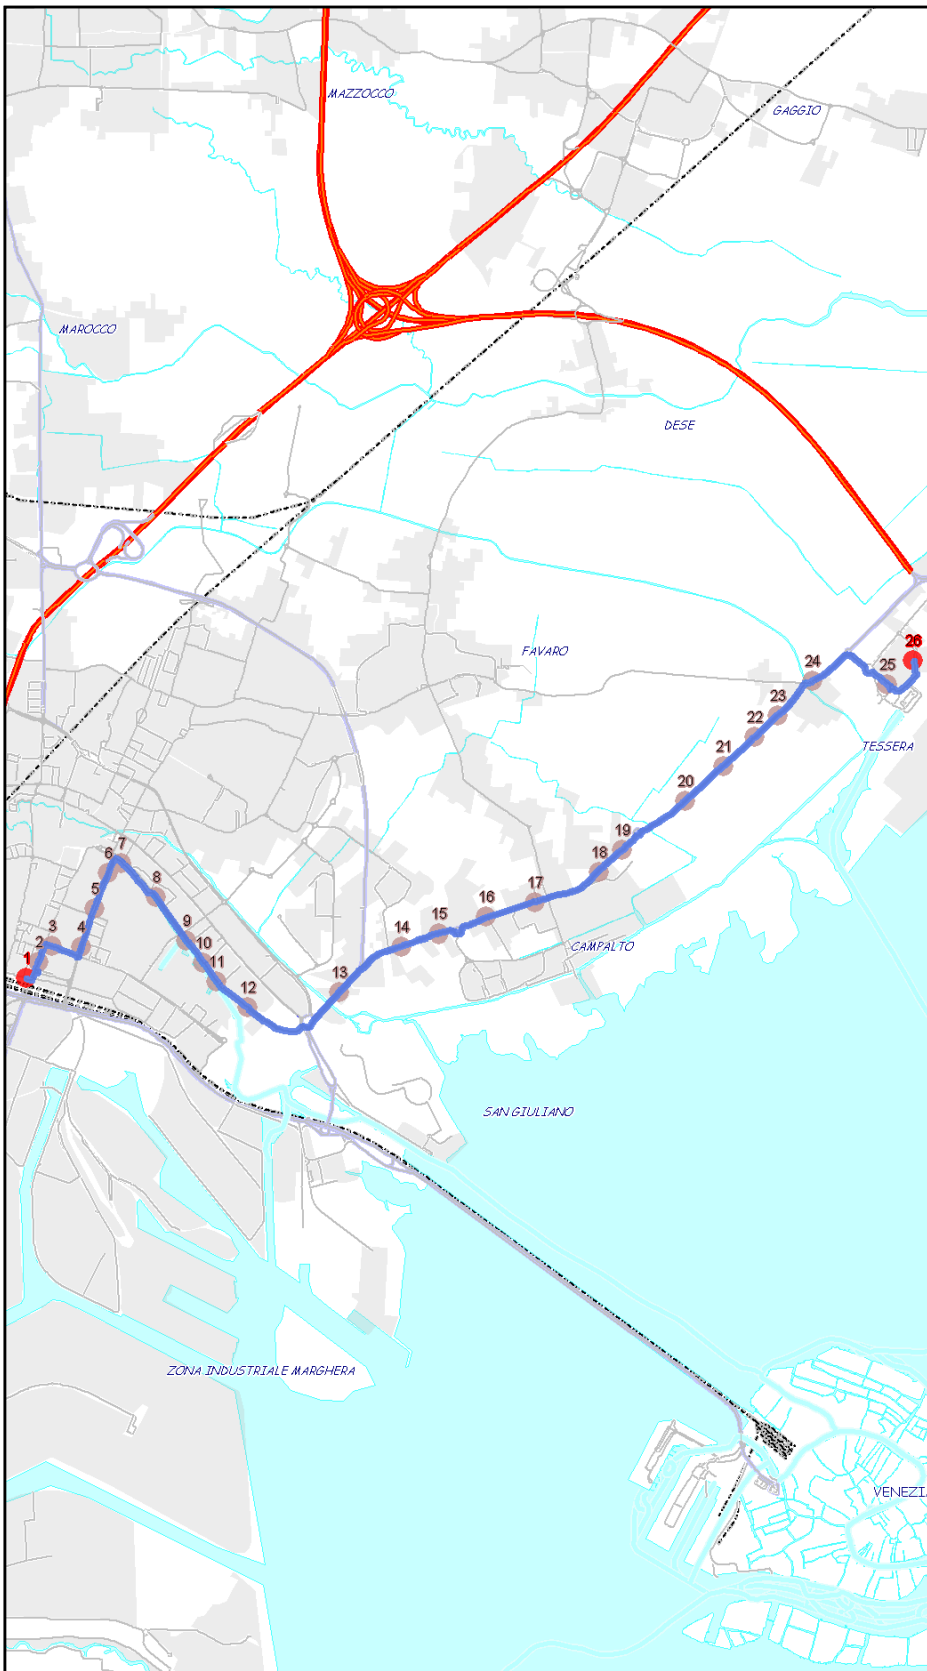 MAZZOCCO
GAGGIO
MAROCCO
DESE
FAVARO
26
24
25
23
22
TESSERA
21
20
19
18
7
6
17
8
5
16
15
CAMPALTO
14
9
3
4
10
2
1
11
13
12
SAN GIULIANO
ZONA INDUSTRIALE MARGHERA
VENEZI